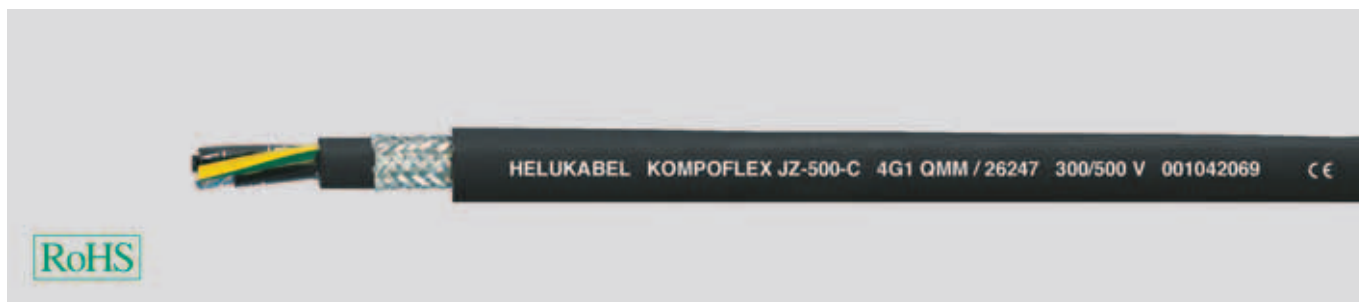 HELUKABEL KOMPOFLEX JZ-500-C 4G1 QMM / 26247 300/500 V 001042069 CE
RoHS